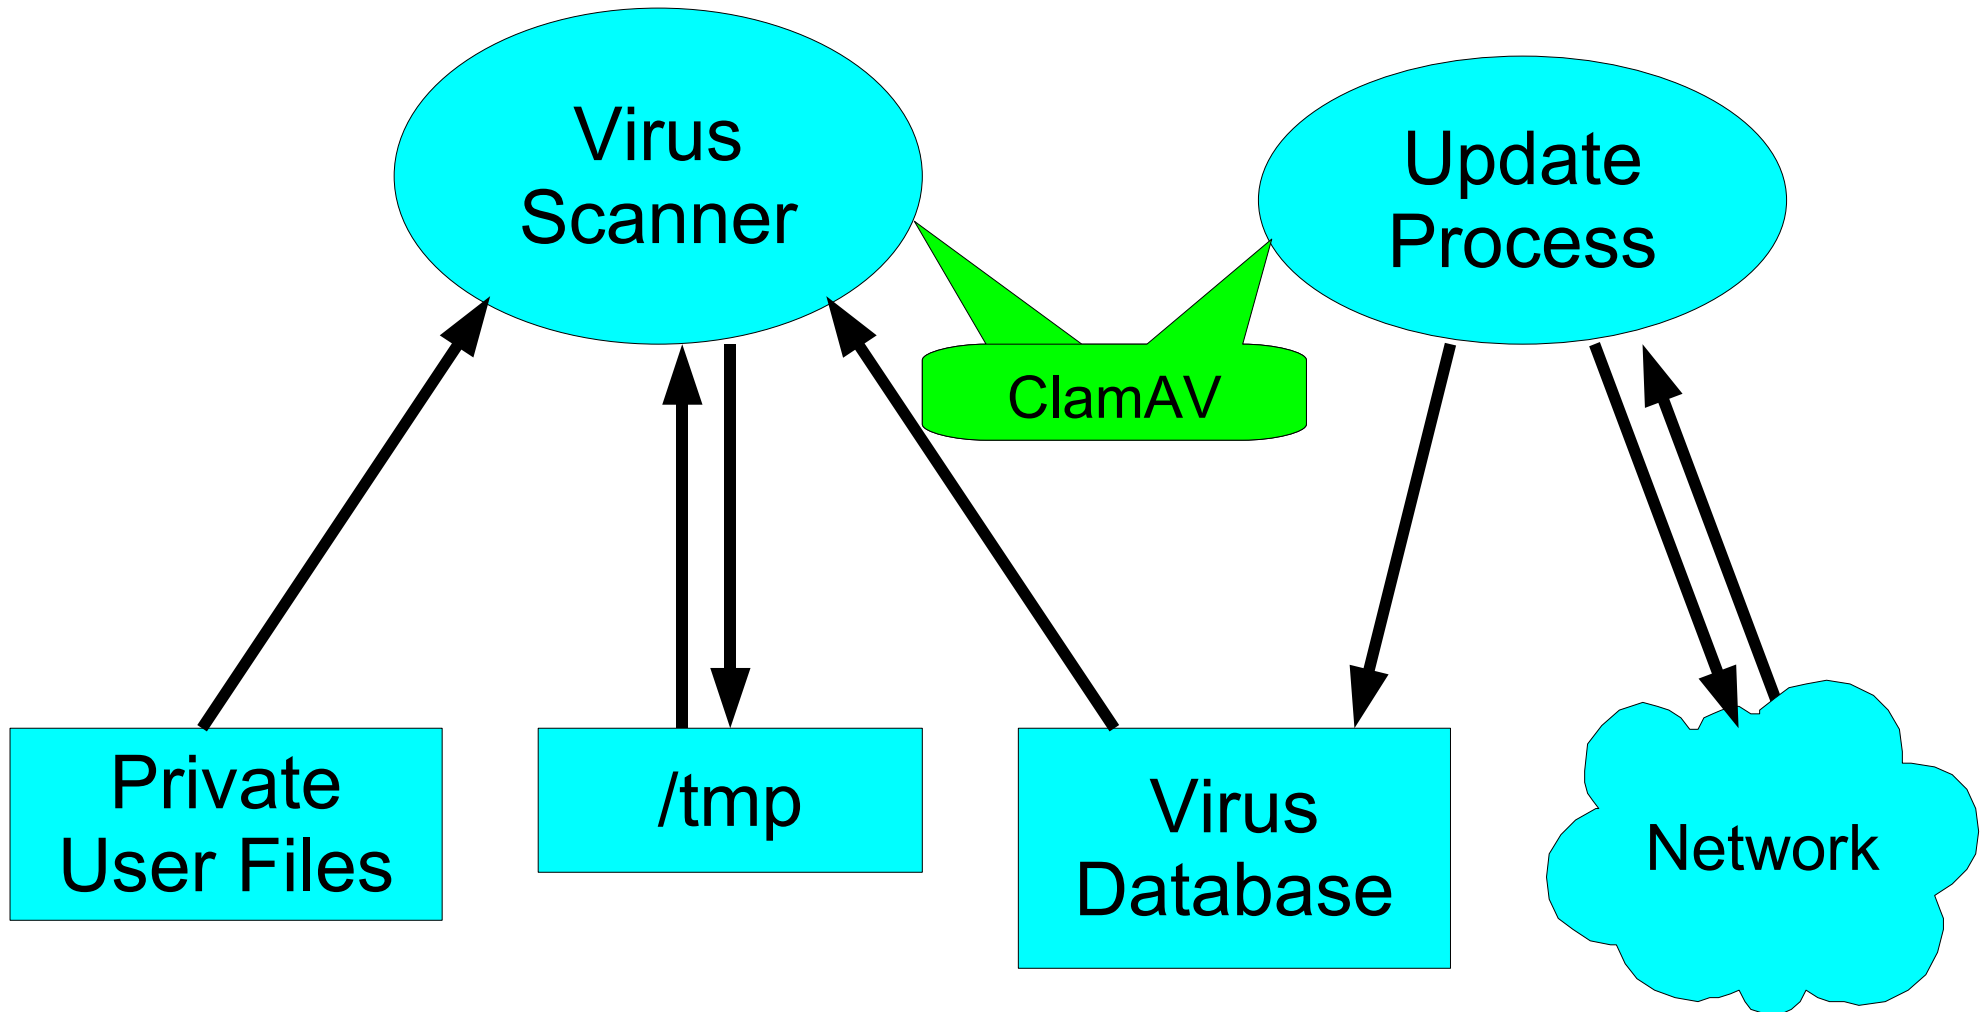 Virus
Scanner
Update
Process
ClamAV
Private
User Files
/tmp
Virus
Database
Network